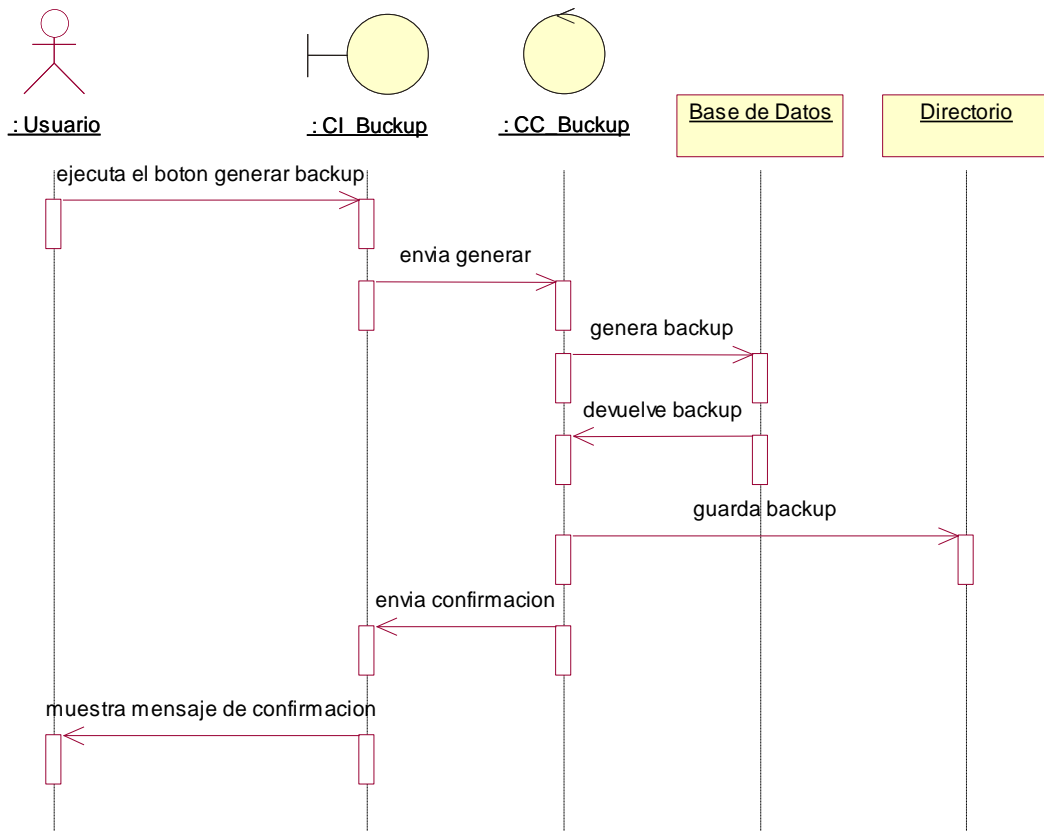 : Usuario
: CI_Buckup
: CC_Buckup
Base de Datos
Directorio
ejecuta el boton generar backup
envia generar
genera backup
devuelve backup
guarda backup
envia confirmacion
muestra mensaje de confirmacion